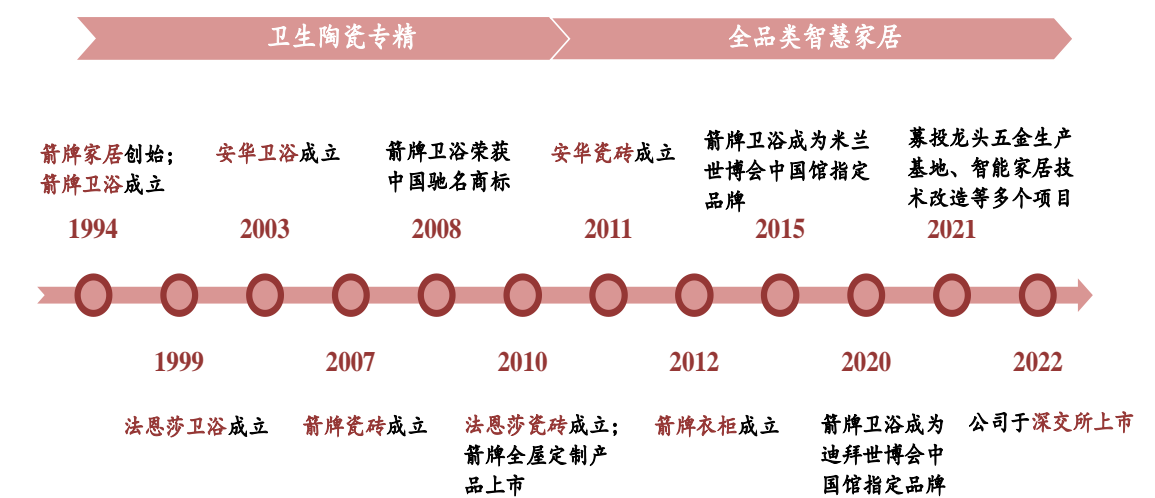 卫生陶瓷专精
全品类智慧家居
箭牌家居创始；
箭牌卫浴成立
1994
安华卫浴成立
2003
箭牌卫浴荣获
中国驰名商标
2008
安华瓷砖成立
2011
箭牌卫浴成为米兰
世博会中国馆指定
品牌
2015
募投龙头五金生产
基地、智能家居技
术改造等多个项目
2021
1999
法恩莎卫浴成立
2007
箭牌瓷砖成立
2010
法恩莎瓷砖成立；
箭牌全屋定制产
品上市
2012
箭牌衣柜成立
2020
箭牌卫浴成为
迪拜世博会中
国馆指定品牌
2022
公司于深交所上市